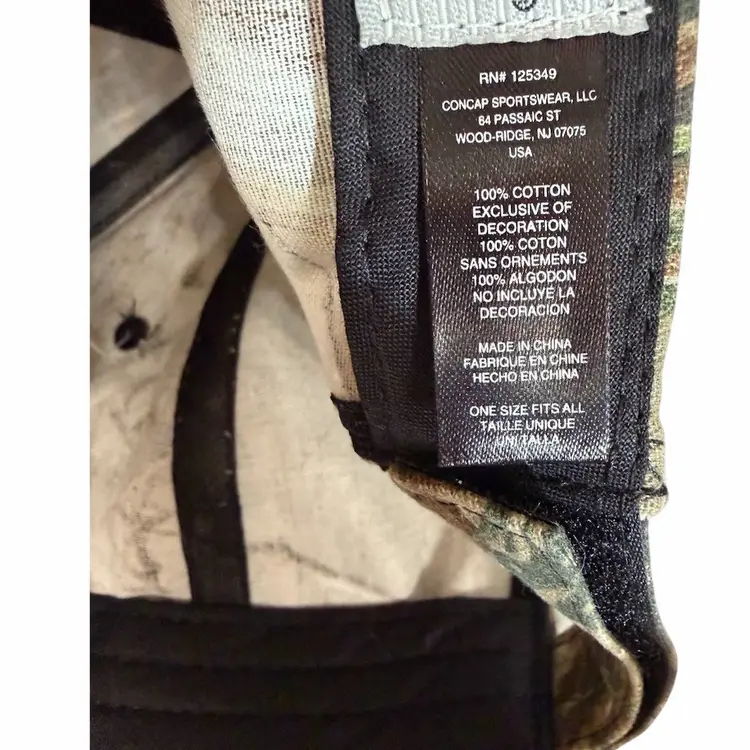 RN# 125349
CONCAP SPORTSWEAR, LLC
64 PASSAIC ST
WOOD-RIDGE, NJ 07075
USA
100% COTTON
EXCLUSIVE OF
DECORATION
100% COTON
SANS ORNEMENTS
100% ALGODON
NO INCLUYE LA
DECORACION
MADE IN CHINA
FABRIQUE EN CHINE
HECHO EN CHINA
ONE SIZE FITS ALL
TAILLE UNIQUE
UNI TALLA